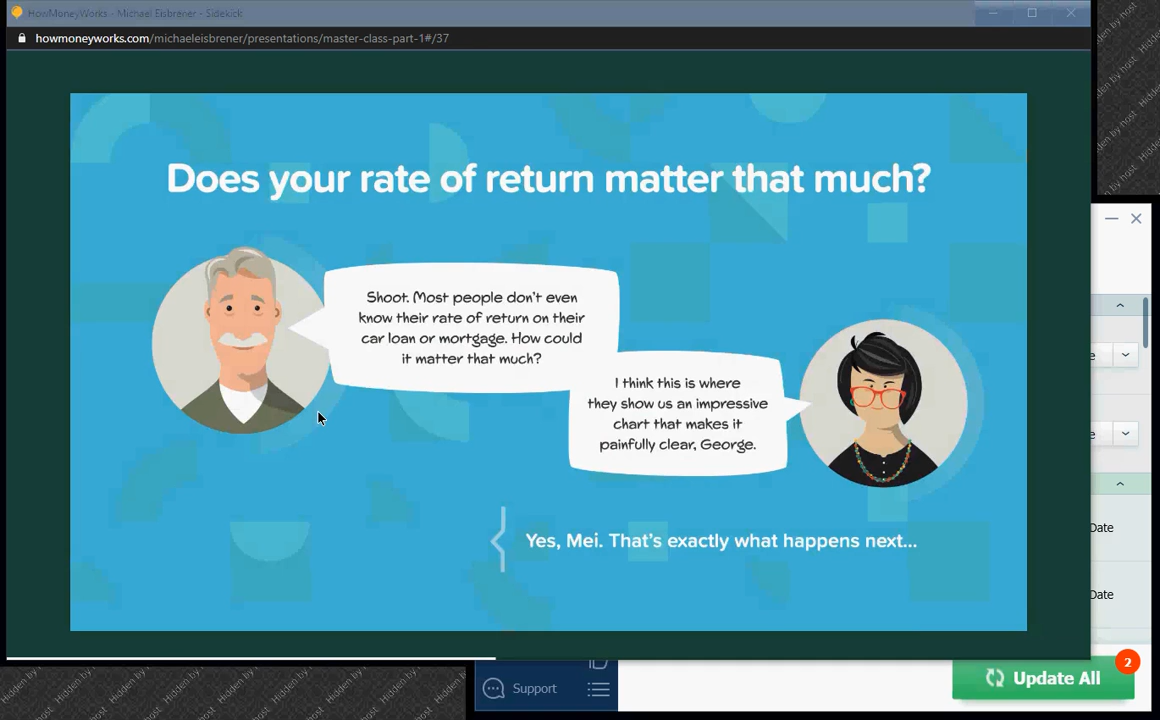 HowMoneyWorks - Michael Eisbrener - Sidekick
howmoneyworks.com/michaeleisbrener/presentations/master-class-part-1#/37
Does your rate of return matter that much?
Shoot. Most people don't even
know their rate of return on their
car loan or mortgage. How could
it matter that much?
I think this is where
they show us an impressive
chart that makes it
painfully clear, George.
Yes, Mei. That's exactly what happens next...
e
e
Date
Date
Support
Update All
2
Hidden by host